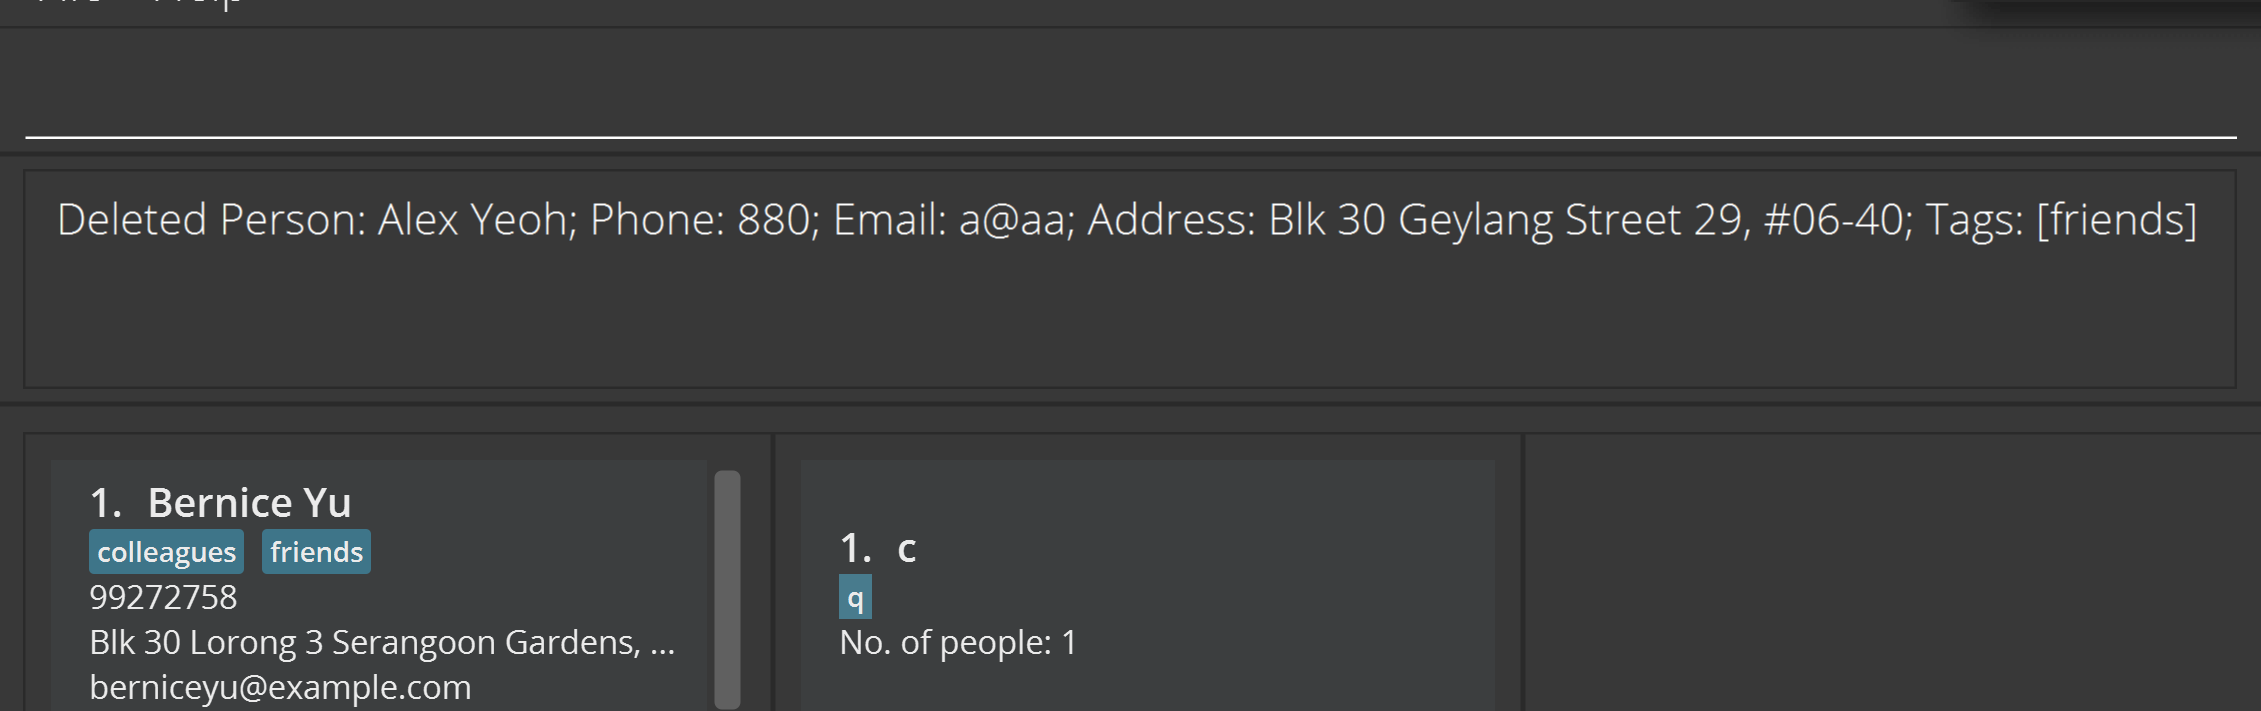 Deleted Person: Alex Yeoh; Phone: 880; Email: a@aa; Address: Blk 30 Geylang Street 29, #06-40; Tags: [friends]
1. Bernice Yu
colleagues friends
99272758
Blk 30 Lorong 3 Serangoon Gardens, ...
berniceyu@example.com
1. c
q
No. of people: 1